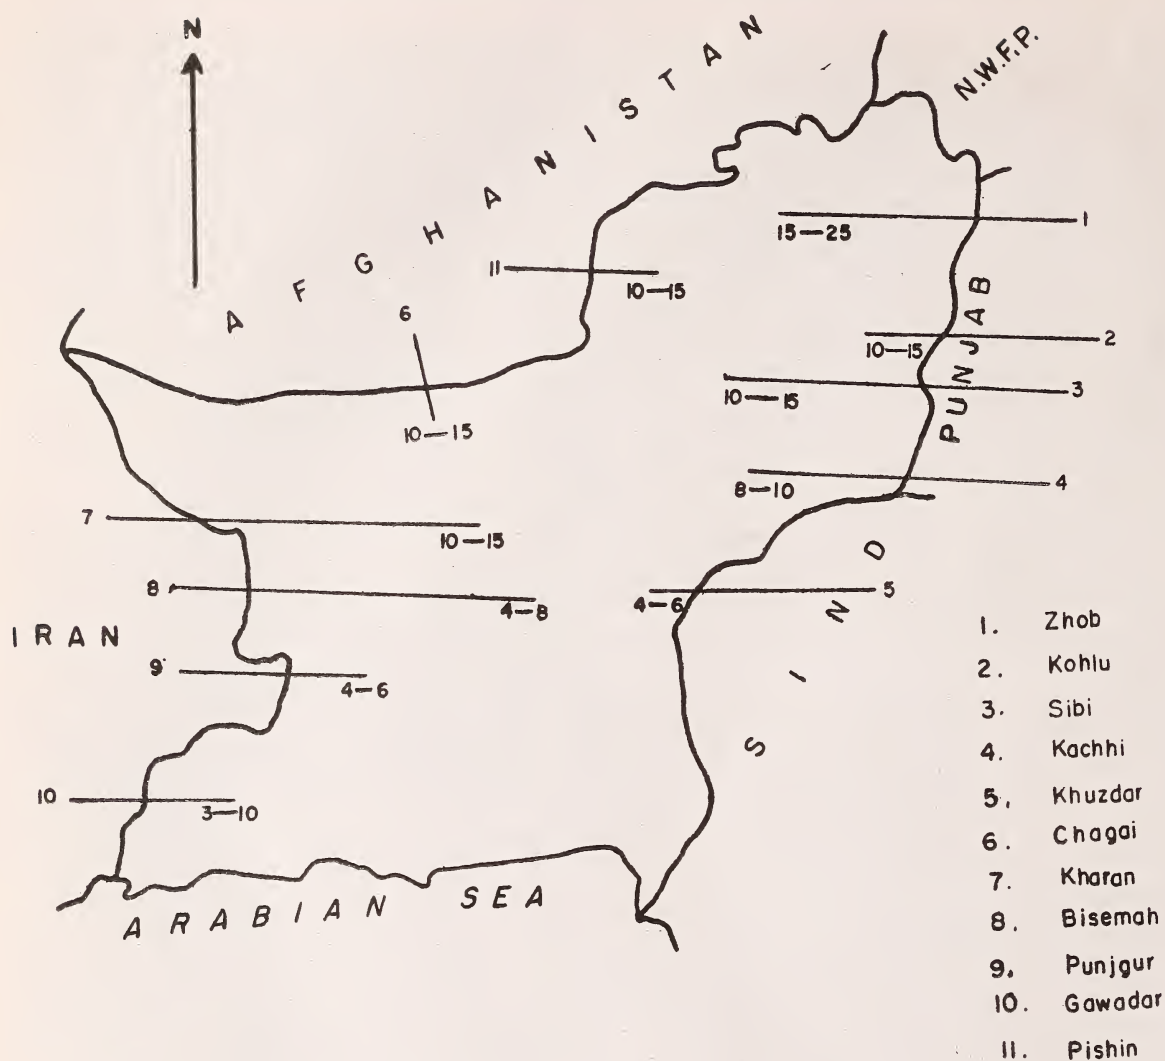 N
AFGHANISTAN
N.W.F.P.
1
15—25
11
10—15
6
10—15
2
10—15
3
10—15
PUNJAB
4
8—10
7
10—15
8
4—8
5
4—6
SIND
IRAN
9
4—6
10
3—10
ARABIAN SEA
1. Zhob
2. Kohlu
3. Sibi
4. Kachhi
5. Khuzdar
6. Chagai
7. Kharan
8. Bisemah
9. Punjgur
10. Gawadar
11. Pishin